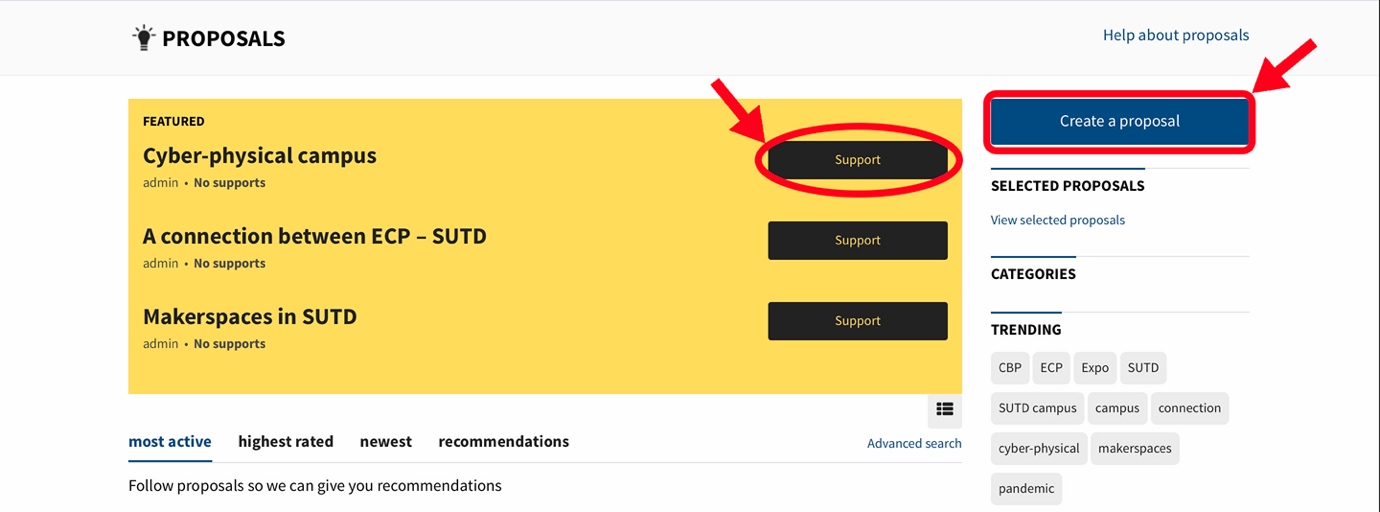 PROPOSALS
Help about proposals
FEATURED
Cyber-physical campus
admin • No supports
Support
A connection between ECP – SUTD
admin • No supports
Support
Makerspaces in SUTD
admin • No supports
Support
most active highest rated newest recommendations
Advanced search
Follow proposals so we can give you recommendations
Create a proposal
SELECTED PROPOSALS
View selected proposals
CATEGORIES
TRENDING
CBP ECP Expo SUTD
SUTD campus campus connection
cyber-physical makerspaces
pandemic